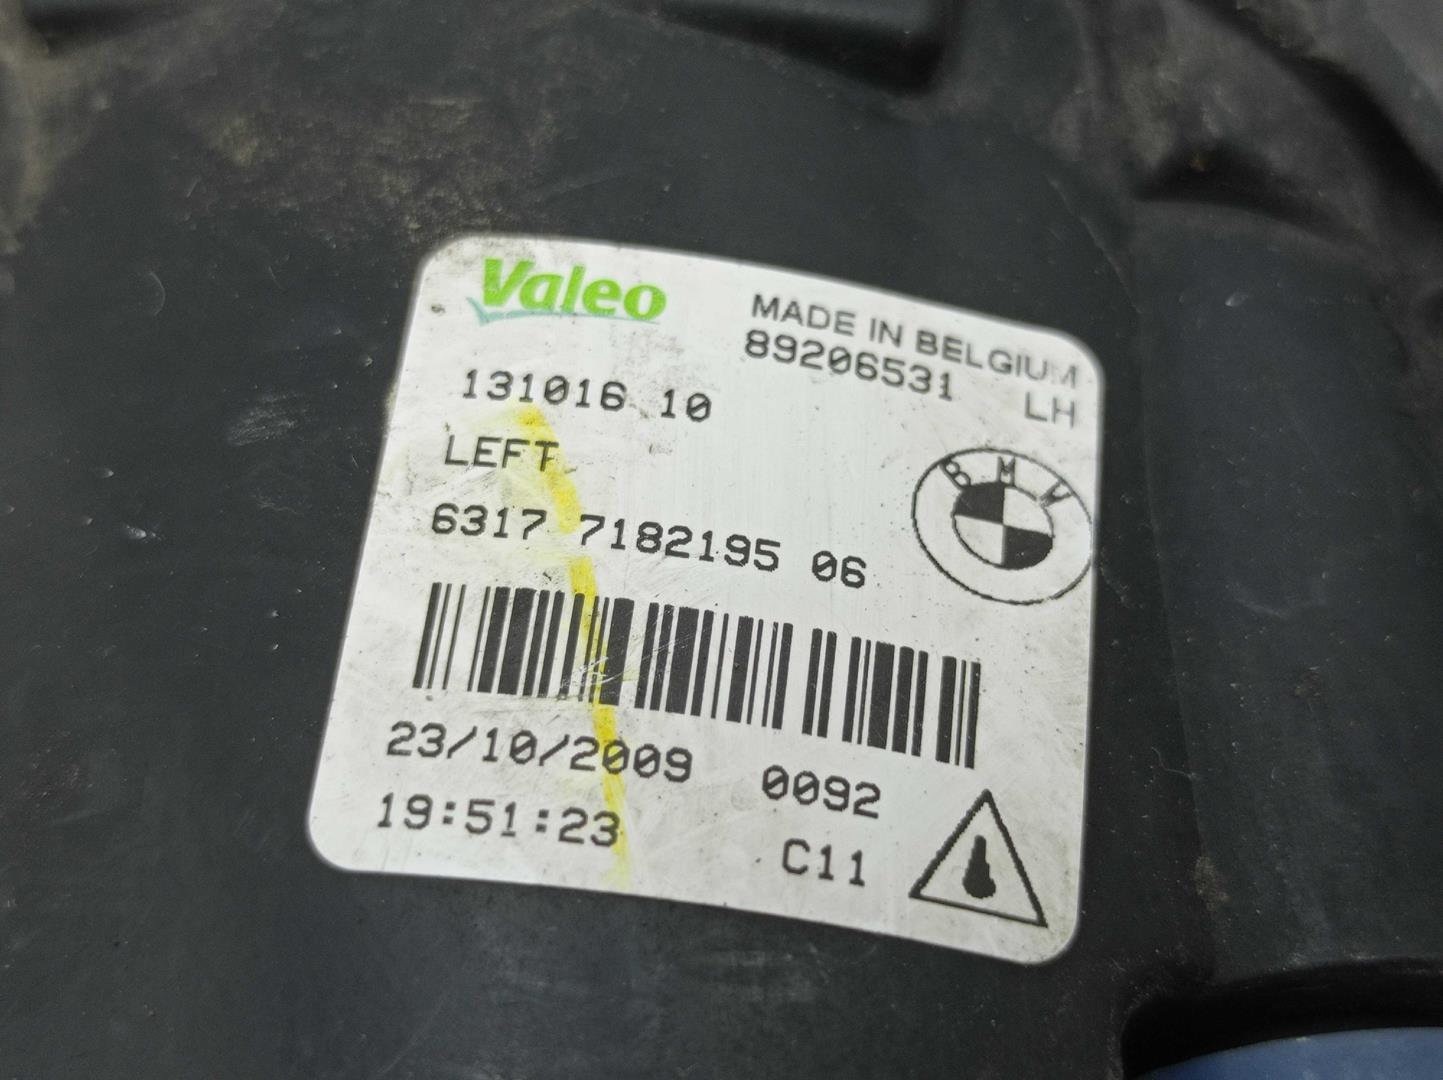 Valeo
MADE IN BELGIUM
89206531 LH
131016 10
LEFT
BMW
6317 7182195 06
23/10/2009 0092
19:51:23 C11